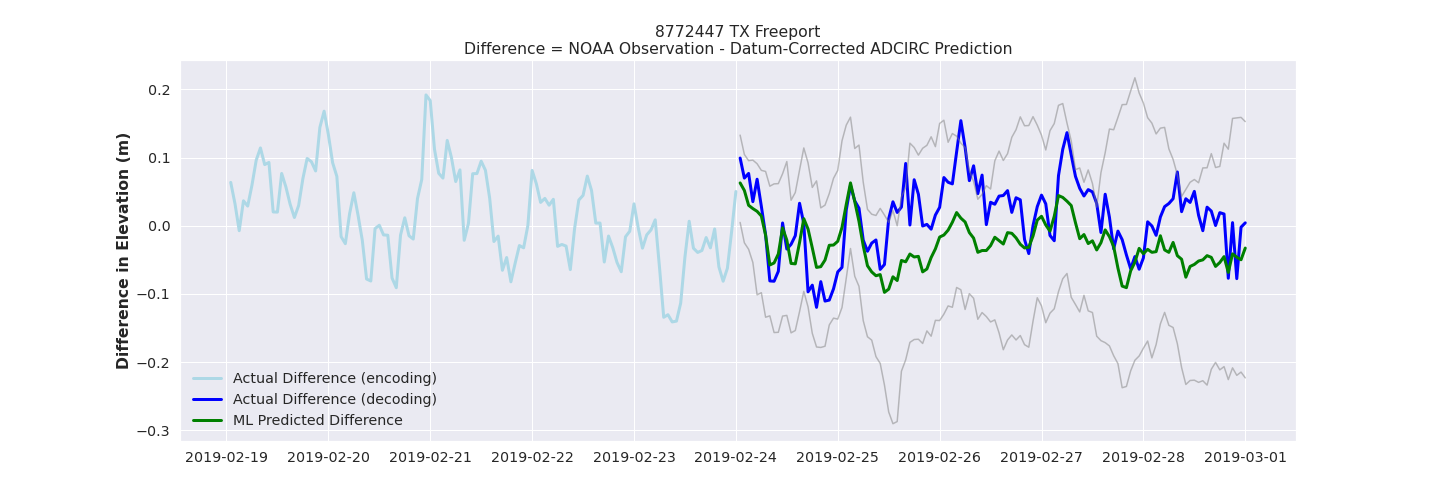 8772447 TX Freeport
Difference = NOAA Observation - Datum-Corrected ADCIRC Prediction
Difference in Elevation (m)
0.2
0.1
0.0
−0.1
−0.2
−0.3
Actual Difference (encoding)
Actual Difference (decoding)
ML Predicted Difference
2019-02-19 2019-02-20 2019-02-21 2019-02-22 2019-02-23 2019-02-24 2019-02-25 2019-02-26 2019-02-27 2019-02-28 2019-03-01